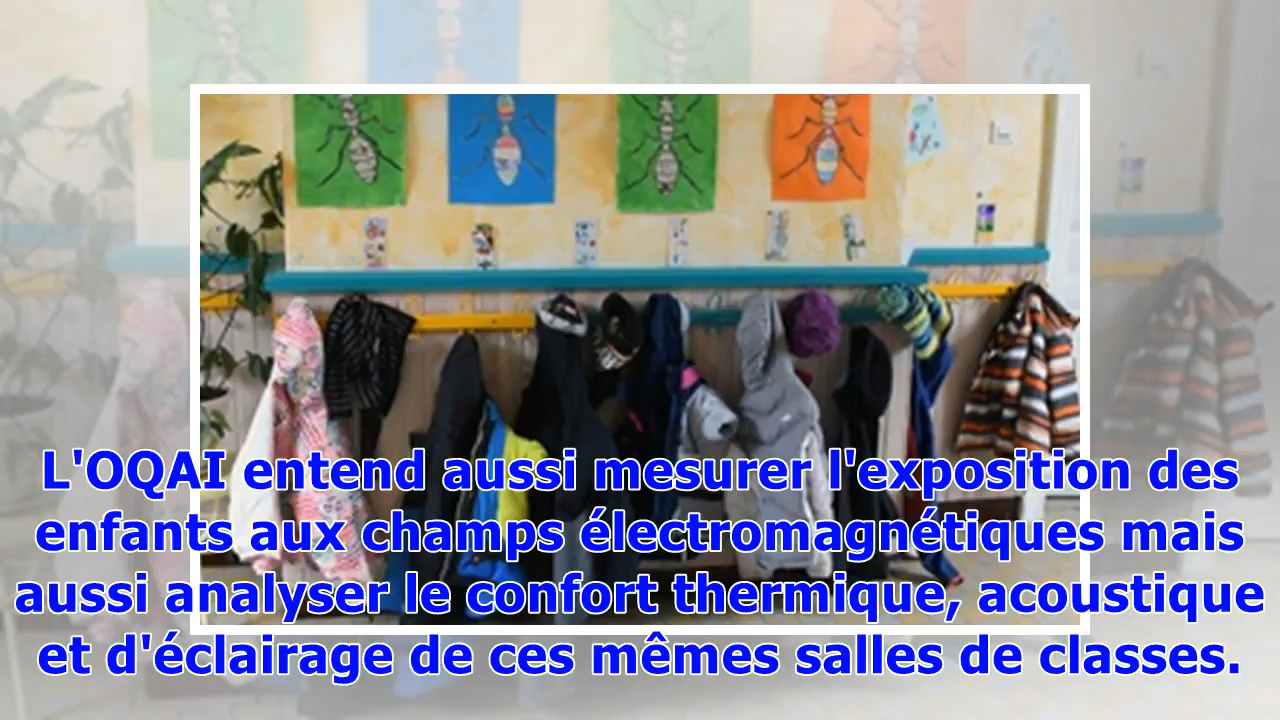 L'OQAI entend aussi mesurer l'exposition des
enfants aux champs électromagnétiques mais
aussi analyser le confort thermique, acoustique
et d'éclairage de ces mêmes salles de classes.